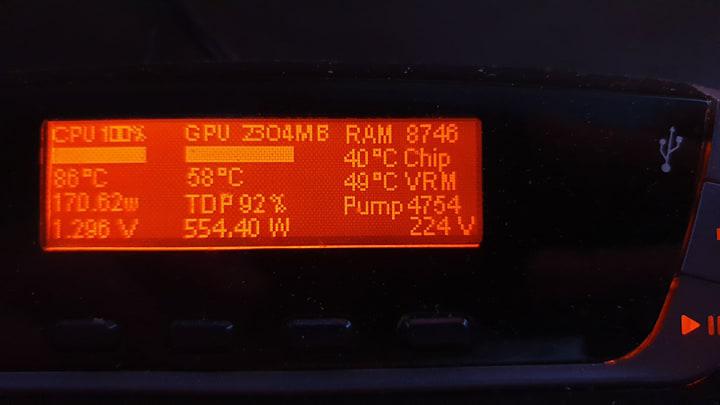 CPU 100% GPU 2304MB RAM 8746
40°C Chip
86°C 58°C 49°C VRM
170.62w TDP 92% Pump 4754
1.296 V 554.40 W 224 V